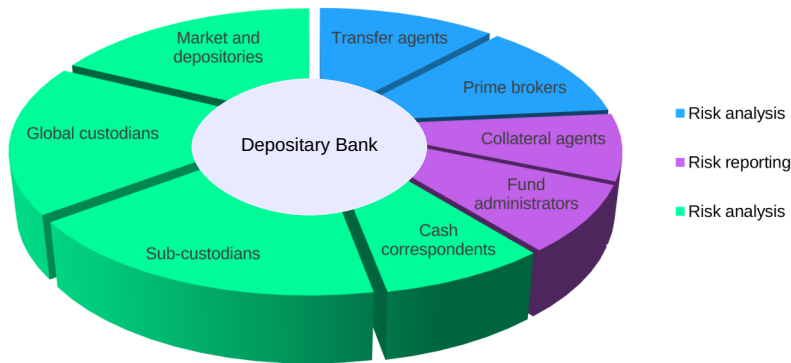 Market and
depositories
Transfer agents
Prime brokers
Global custodians
Depositary Bank
Collateral agents
Fund
administrators
Sub-custodians
Cash
correspondents
Risk analysis
Risk reporting
Risk analysis